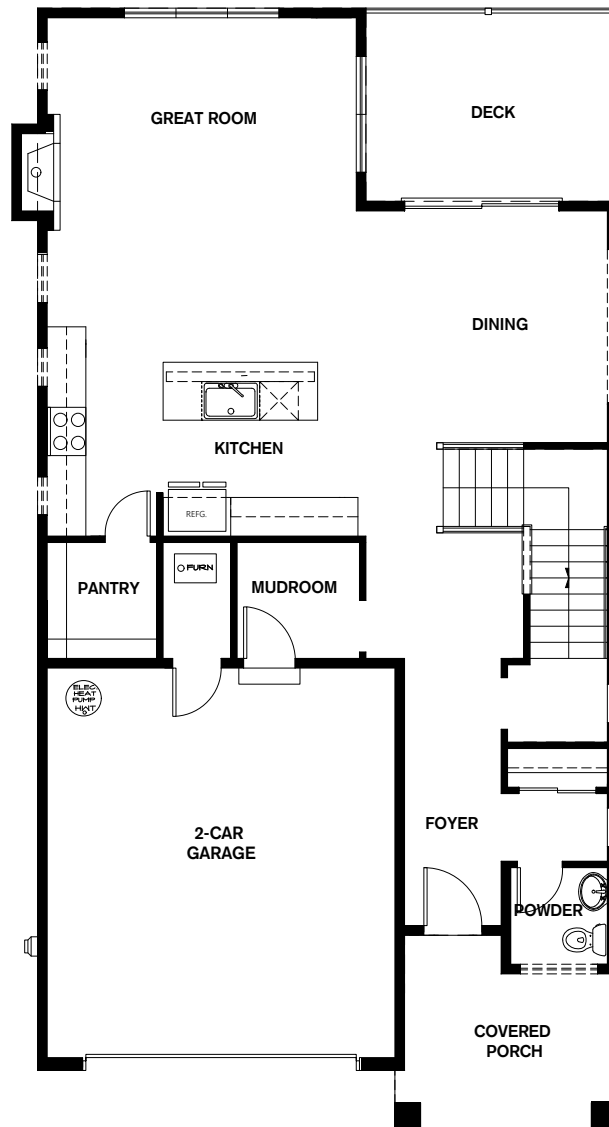 GREAT ROOM
DECK
DINING
KITCHEN
REFG.
PANTRY
FURN
MUDROOM
ELEC
HEAT
PUMP
HWT
2-CAR
GARAGE
FOYER
POWDER
COVERED
PORCH